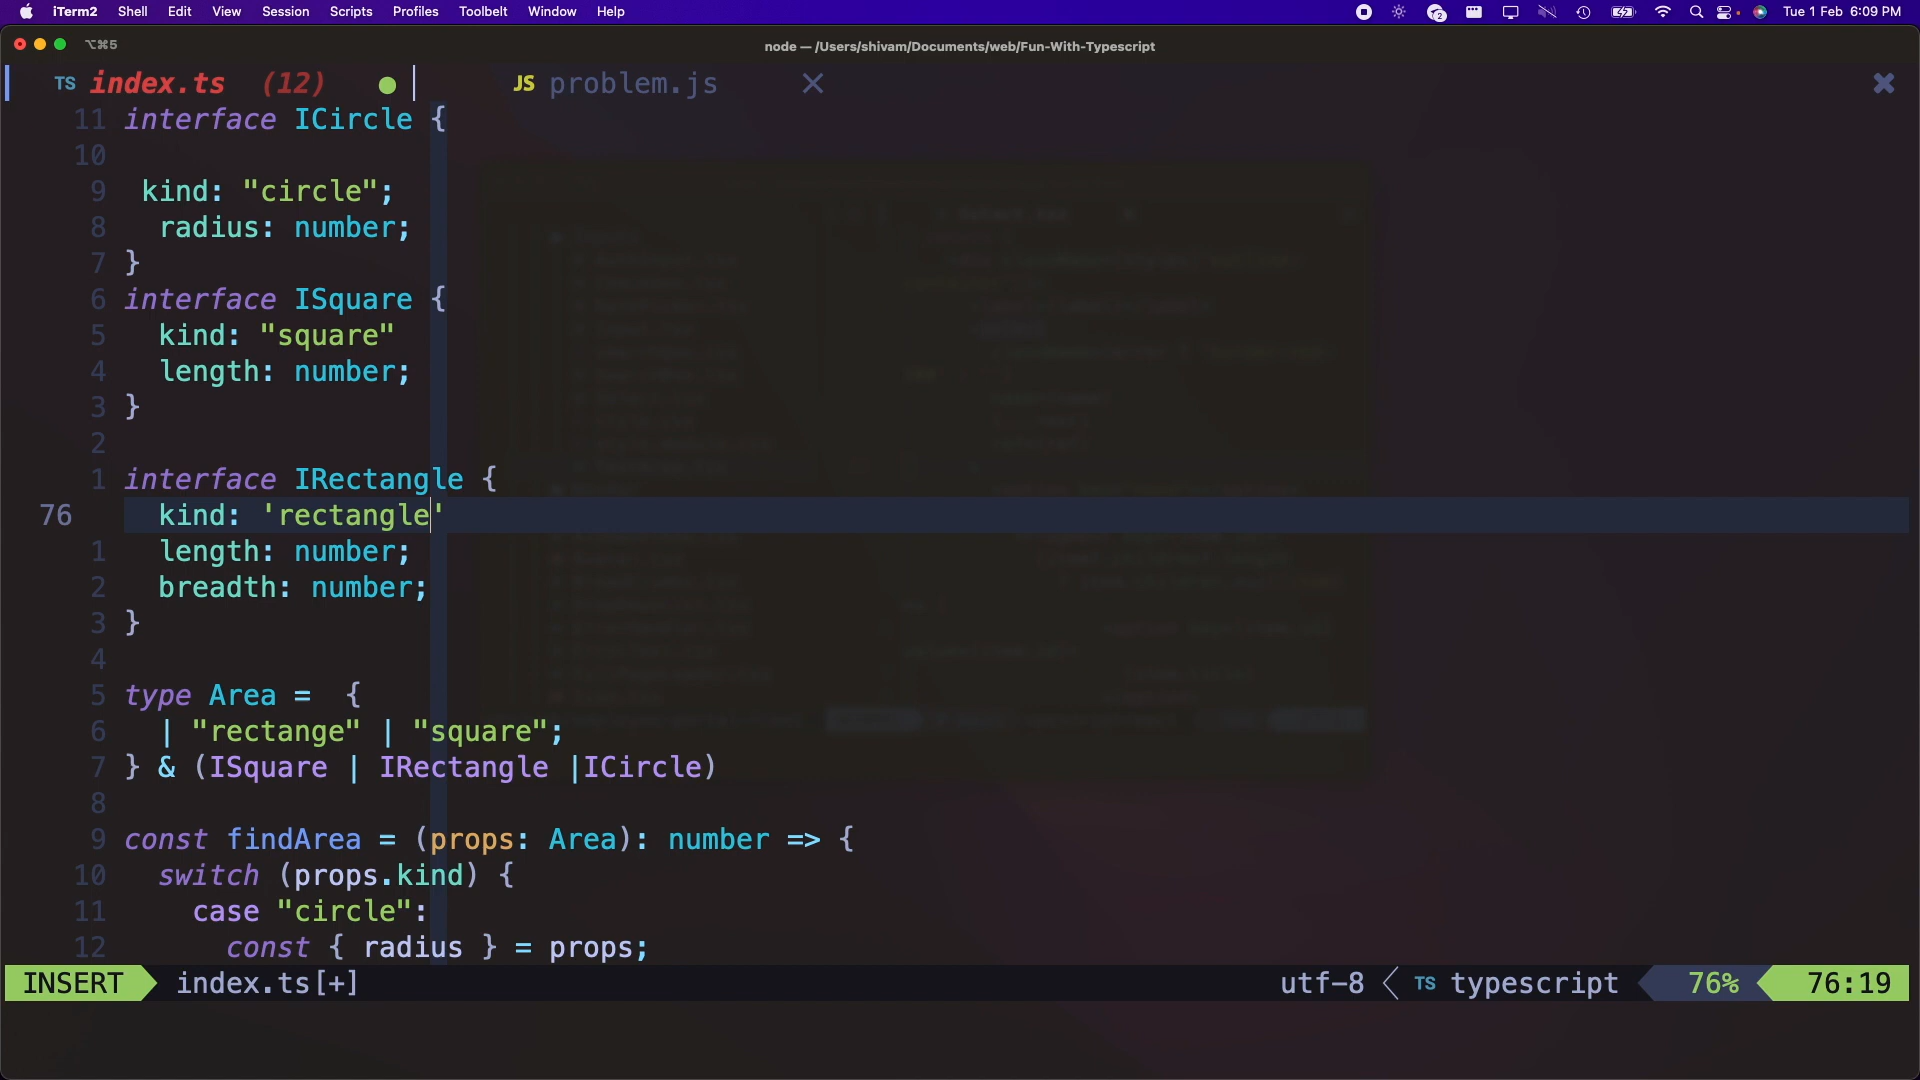 iTerm2 Shell Edit View Session Scripts Profiles Toolbelt Window Help 2 Tue 1 Feb 6:09 PM
⌥⌘5 node — /Users/shivam/Documents/web/Fun-With-Typescript
TS index.ts (12) ● JS problem.js ✕ ✖
11 interface ICircle {
10
9 kind: "circle";
8 radius: number;
7 }
6 interface ISquare {
5 kind: "square"
4 length: number;
3 }
2
1 interface IRectangle {
76 kind: 'rectangle'
1 length: number;
2 breadth: number;
3 }
4
5 type Area = {
6 | "rectange" | "square";
7 } & (ISquare | IRectangle |ICircle)
8
9 const findArea = (props: Area): number => {
10 switch (props.kind) {
11 case "circle":
12 const { radius } = props;
INSERT index.ts[+] utf-8 TS typescript 76% 76:19